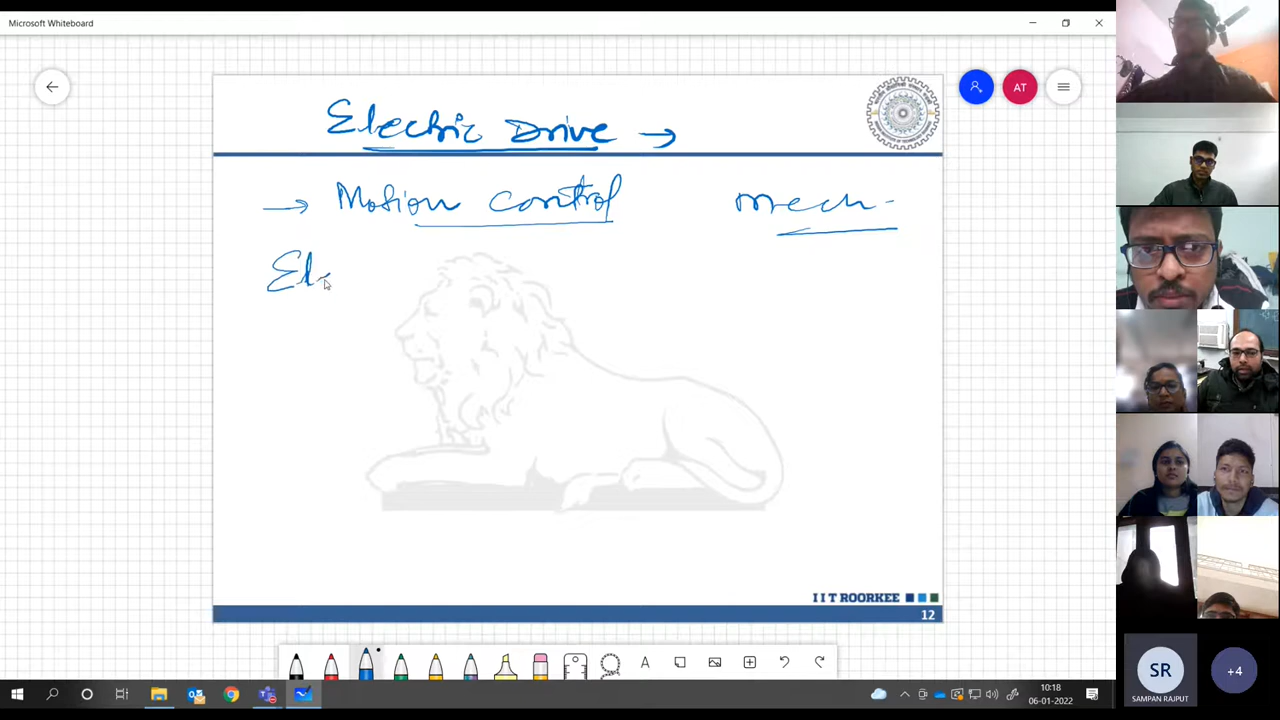 Microsoft Whiteboard
AT
Electric Drive →
→ Motion control mech.
Ele
IIT ROORKEE
12
A
SR
+4
SAMPAN RAJPUT
10:18
06-01-2022